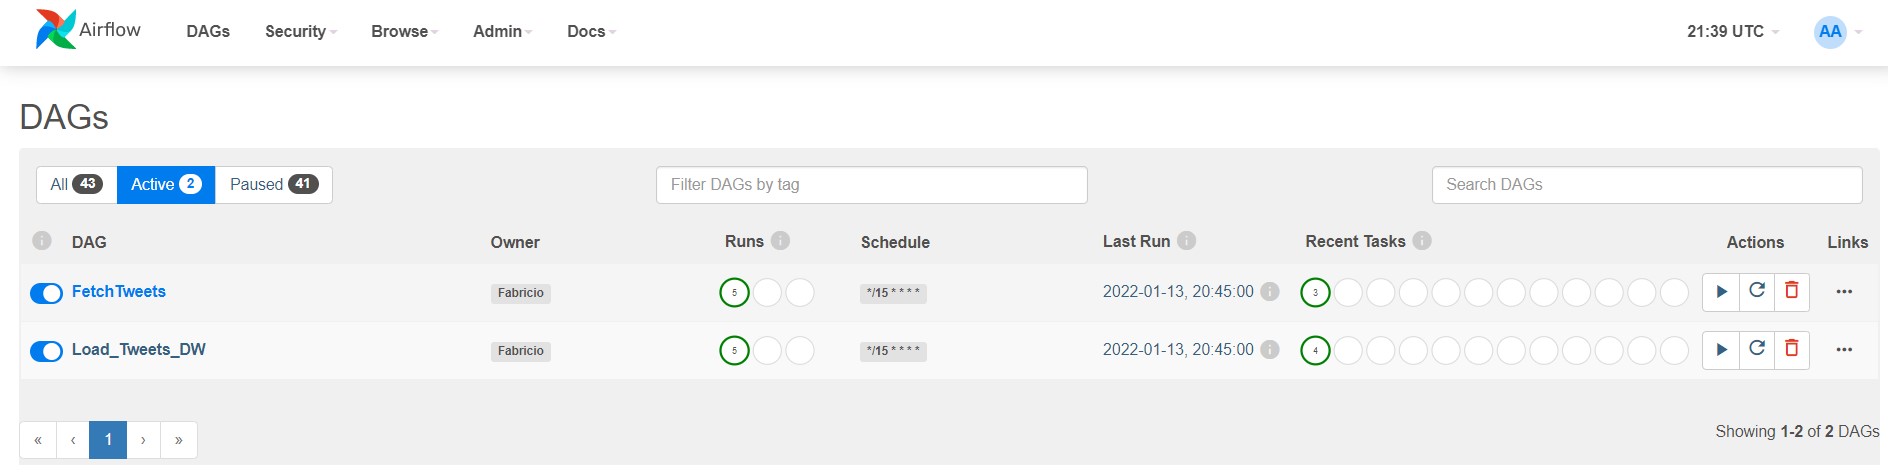 Airflow DAGs Security Browse Admin Docs 21:39 UTC AA
DAGs
All 43 Active 2 Paused 41 Filter DAGs by tag Search DAGs
i DAG Owner Runs i Schedule Last Run i Recent Tasks i Actions Links
FetchTweets Fabricio 5 */15 * * * * 2022-01-13, 20:45:00 i 3 ...
Load_Tweets_DW Fabricio 5 */15 * * * * 2022-01-13, 20:45:00 i 4 ...
« ‹ 1 › » Showing 1-2 of 2 DAGs